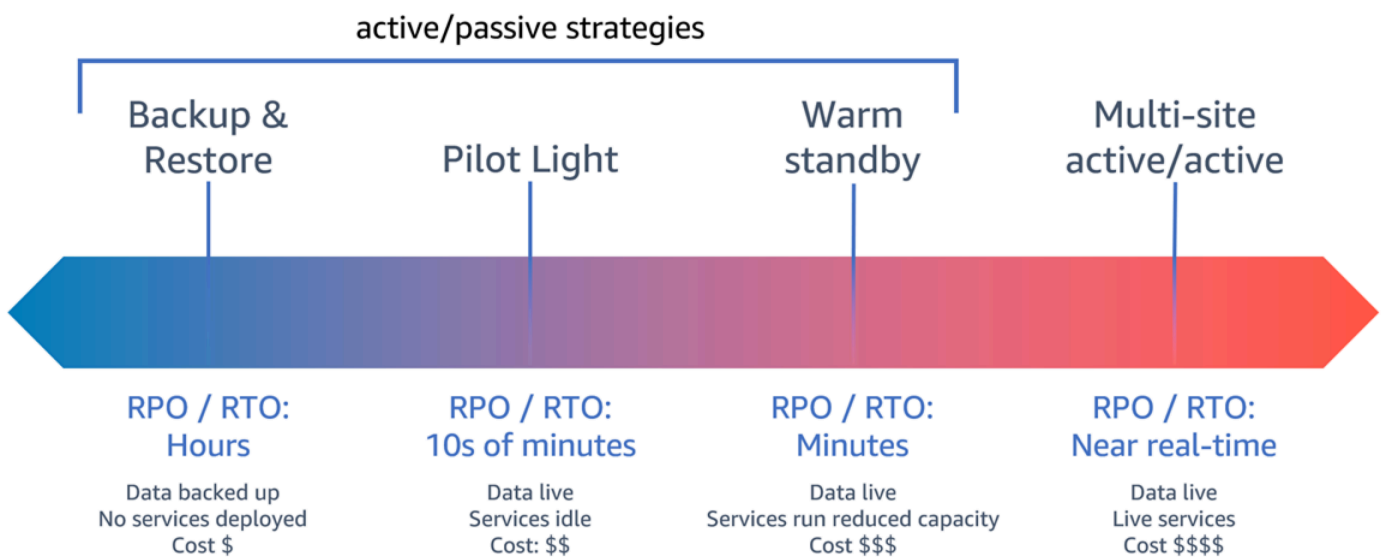 active/passive strategies
Backup &
Restore
Pilot Light
Warm
standby
Multi-site
active/active
RPO / RTO:
Hours
Data backed up
No services deployed
Cost $
RPO / RTO:
10s of minutes
Data live
Services idle
Cost: $$
RPO / RTO:
Minutes
Data live
Services run reduced capacity
Cost $$$
RPO / RTO:
Near real-time
Data live
Live services
Cost $$$$